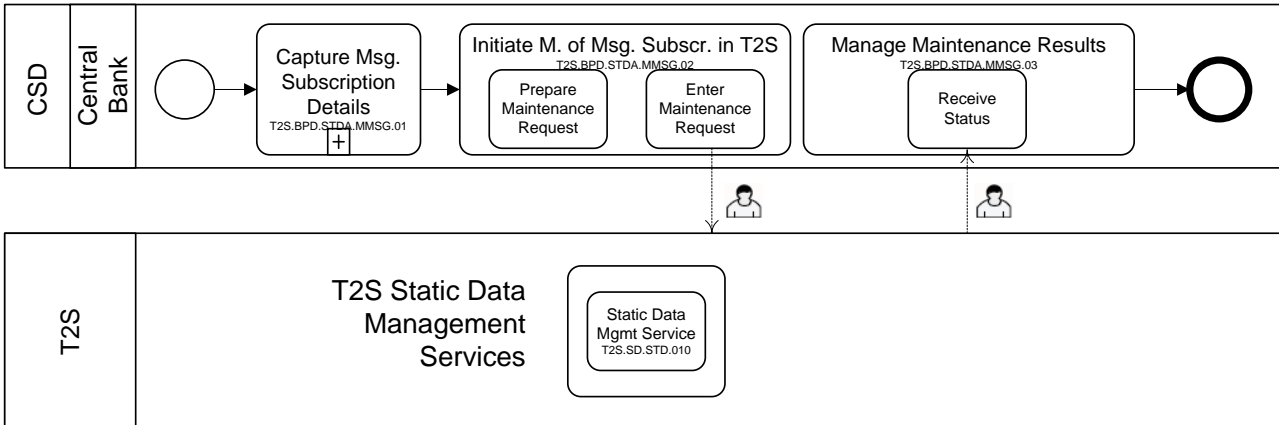 CSD
Central
Bank
Capture Msg.
Subscription
Details
T2S.BPD.STDA.MMSG.01
Initiate M. of Msg. Subscr. in T2S
T2S.BPD.STDA.MMSG.02
Prepare
Maintenance
Request
Enter
Maintenance
Request
Manage Maintenance Results
T2S.BPD.STDA.MMSG.03
Receive
Status
T2S
T2S Static Data
Management
Services
Static Data
Mgmt Service
T2S.SD.STD.010